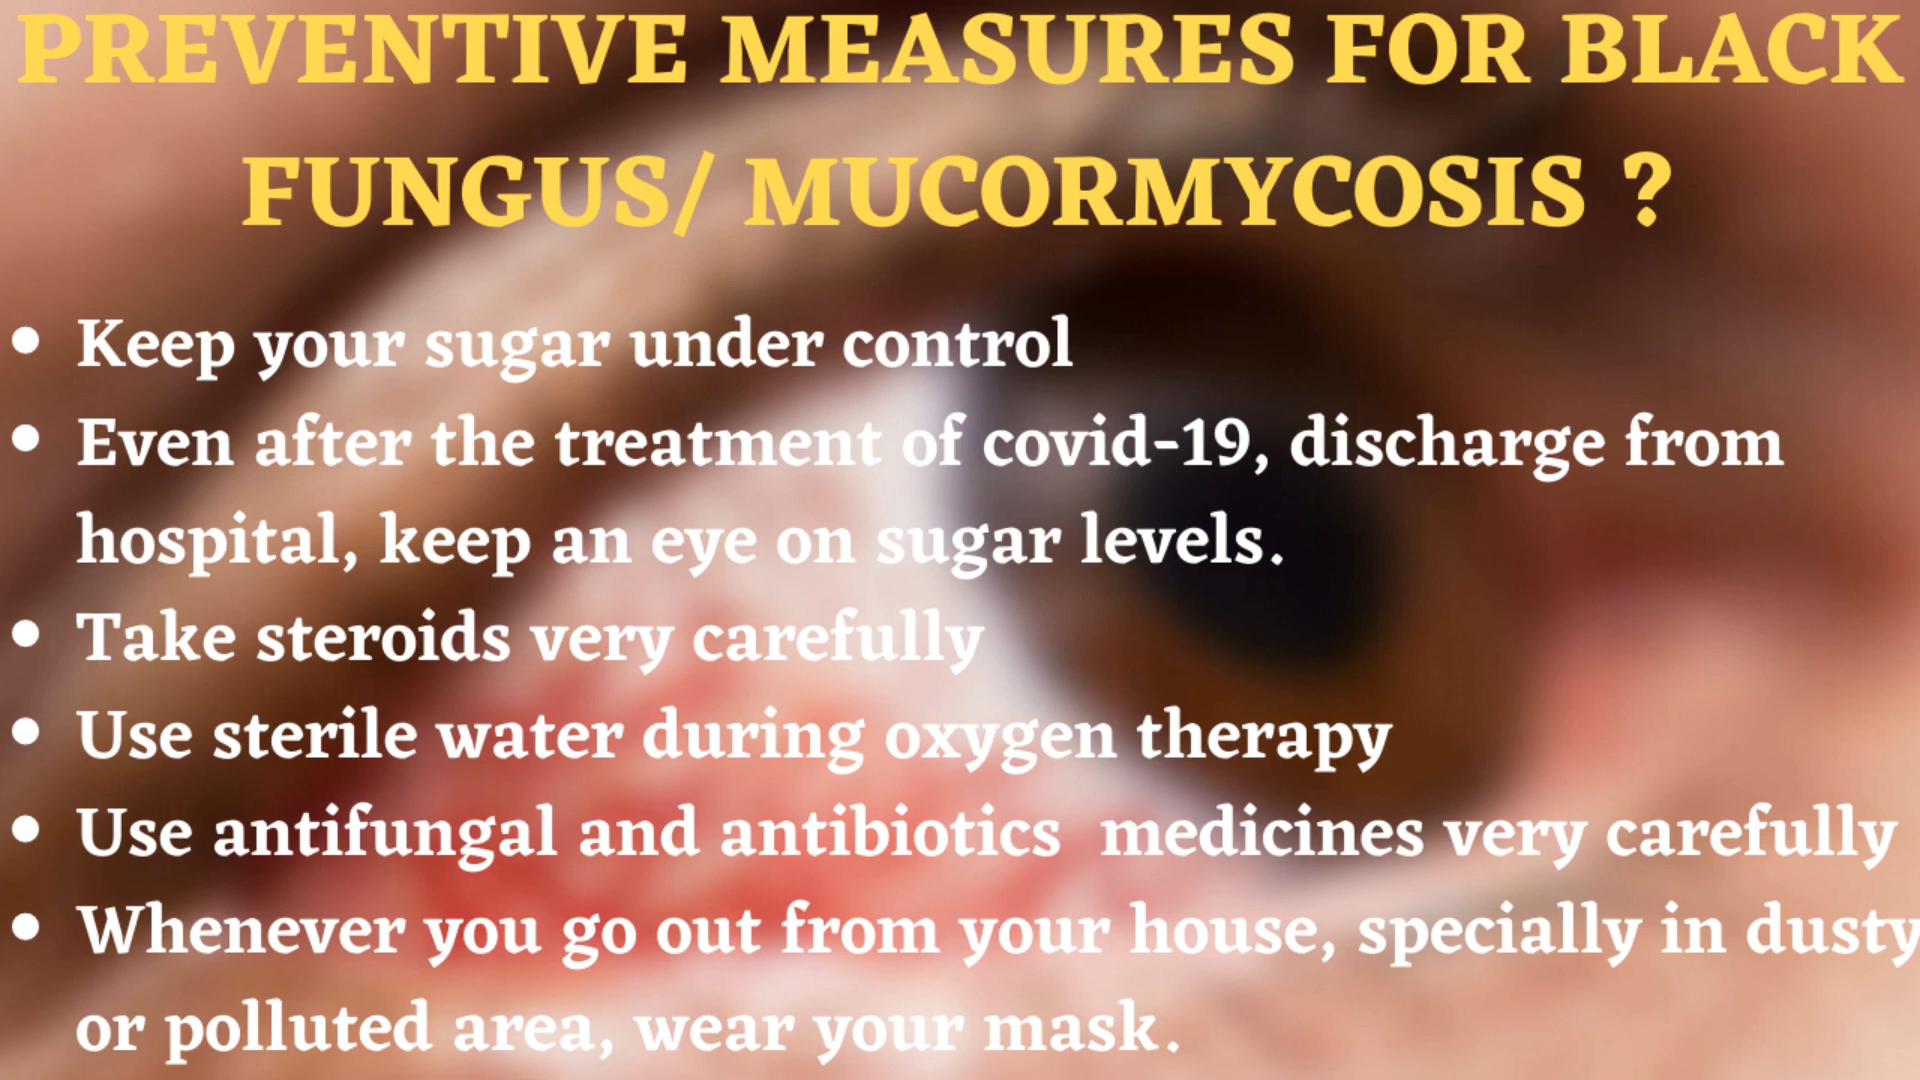 PREVENTIVE MEASURES FOR BLACK
FUNGUS/ MUCORMYCOSIS ?
• Keep your sugar under control
• Even after the treatment of covid-19, discharge from
hospital, keep an eye on sugar levels.
• Take steroids very carefully
• Use sterile water during oxygen therapy
• Use antifungal and antibiotics  medicines very carefully
• Whenever you go out from your house, specially in dusty
or polluted area, wear your mask.